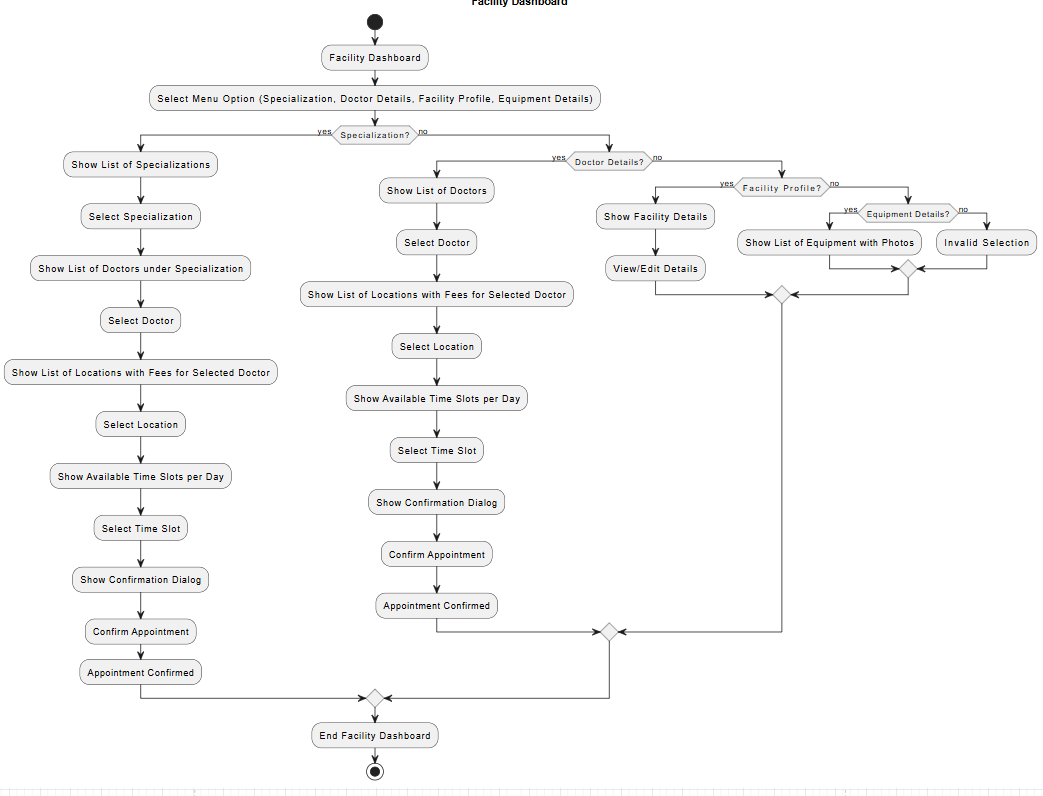 Facility Dashboard
Facility Dashboard
Select Menu Option (Specialization, Doctor Details, Facility Profile, Equipment Details)
yes
Specialization?
no
Show List of Specializations
Select Specialization
Show List of Doctors under Specialization
Select Doctor
Show List of Locations with Fees for Selected Doctor
Select Location
Show Available Time Slots per Day
Select Time Slot
Show Confirmation Dialog
Confirm Appointment
Appointment Confirmed
yes
Doctor Details?
no
Show List of Doctors
Select Doctor
Show List of Locations with Fees for Selected Doctor
Select Location
Show Available Time Slots per Day
Select Time Slot
Show Confirmation Dialog
Confirm Appointment
Appointment Confirmed
yes
Facility Profile?
no
Show Facility Details
View/Edit Details
yes
Equipment Details?
no
Show List of Equipment with Photos
Invalid Selection
End Facility Dashboard